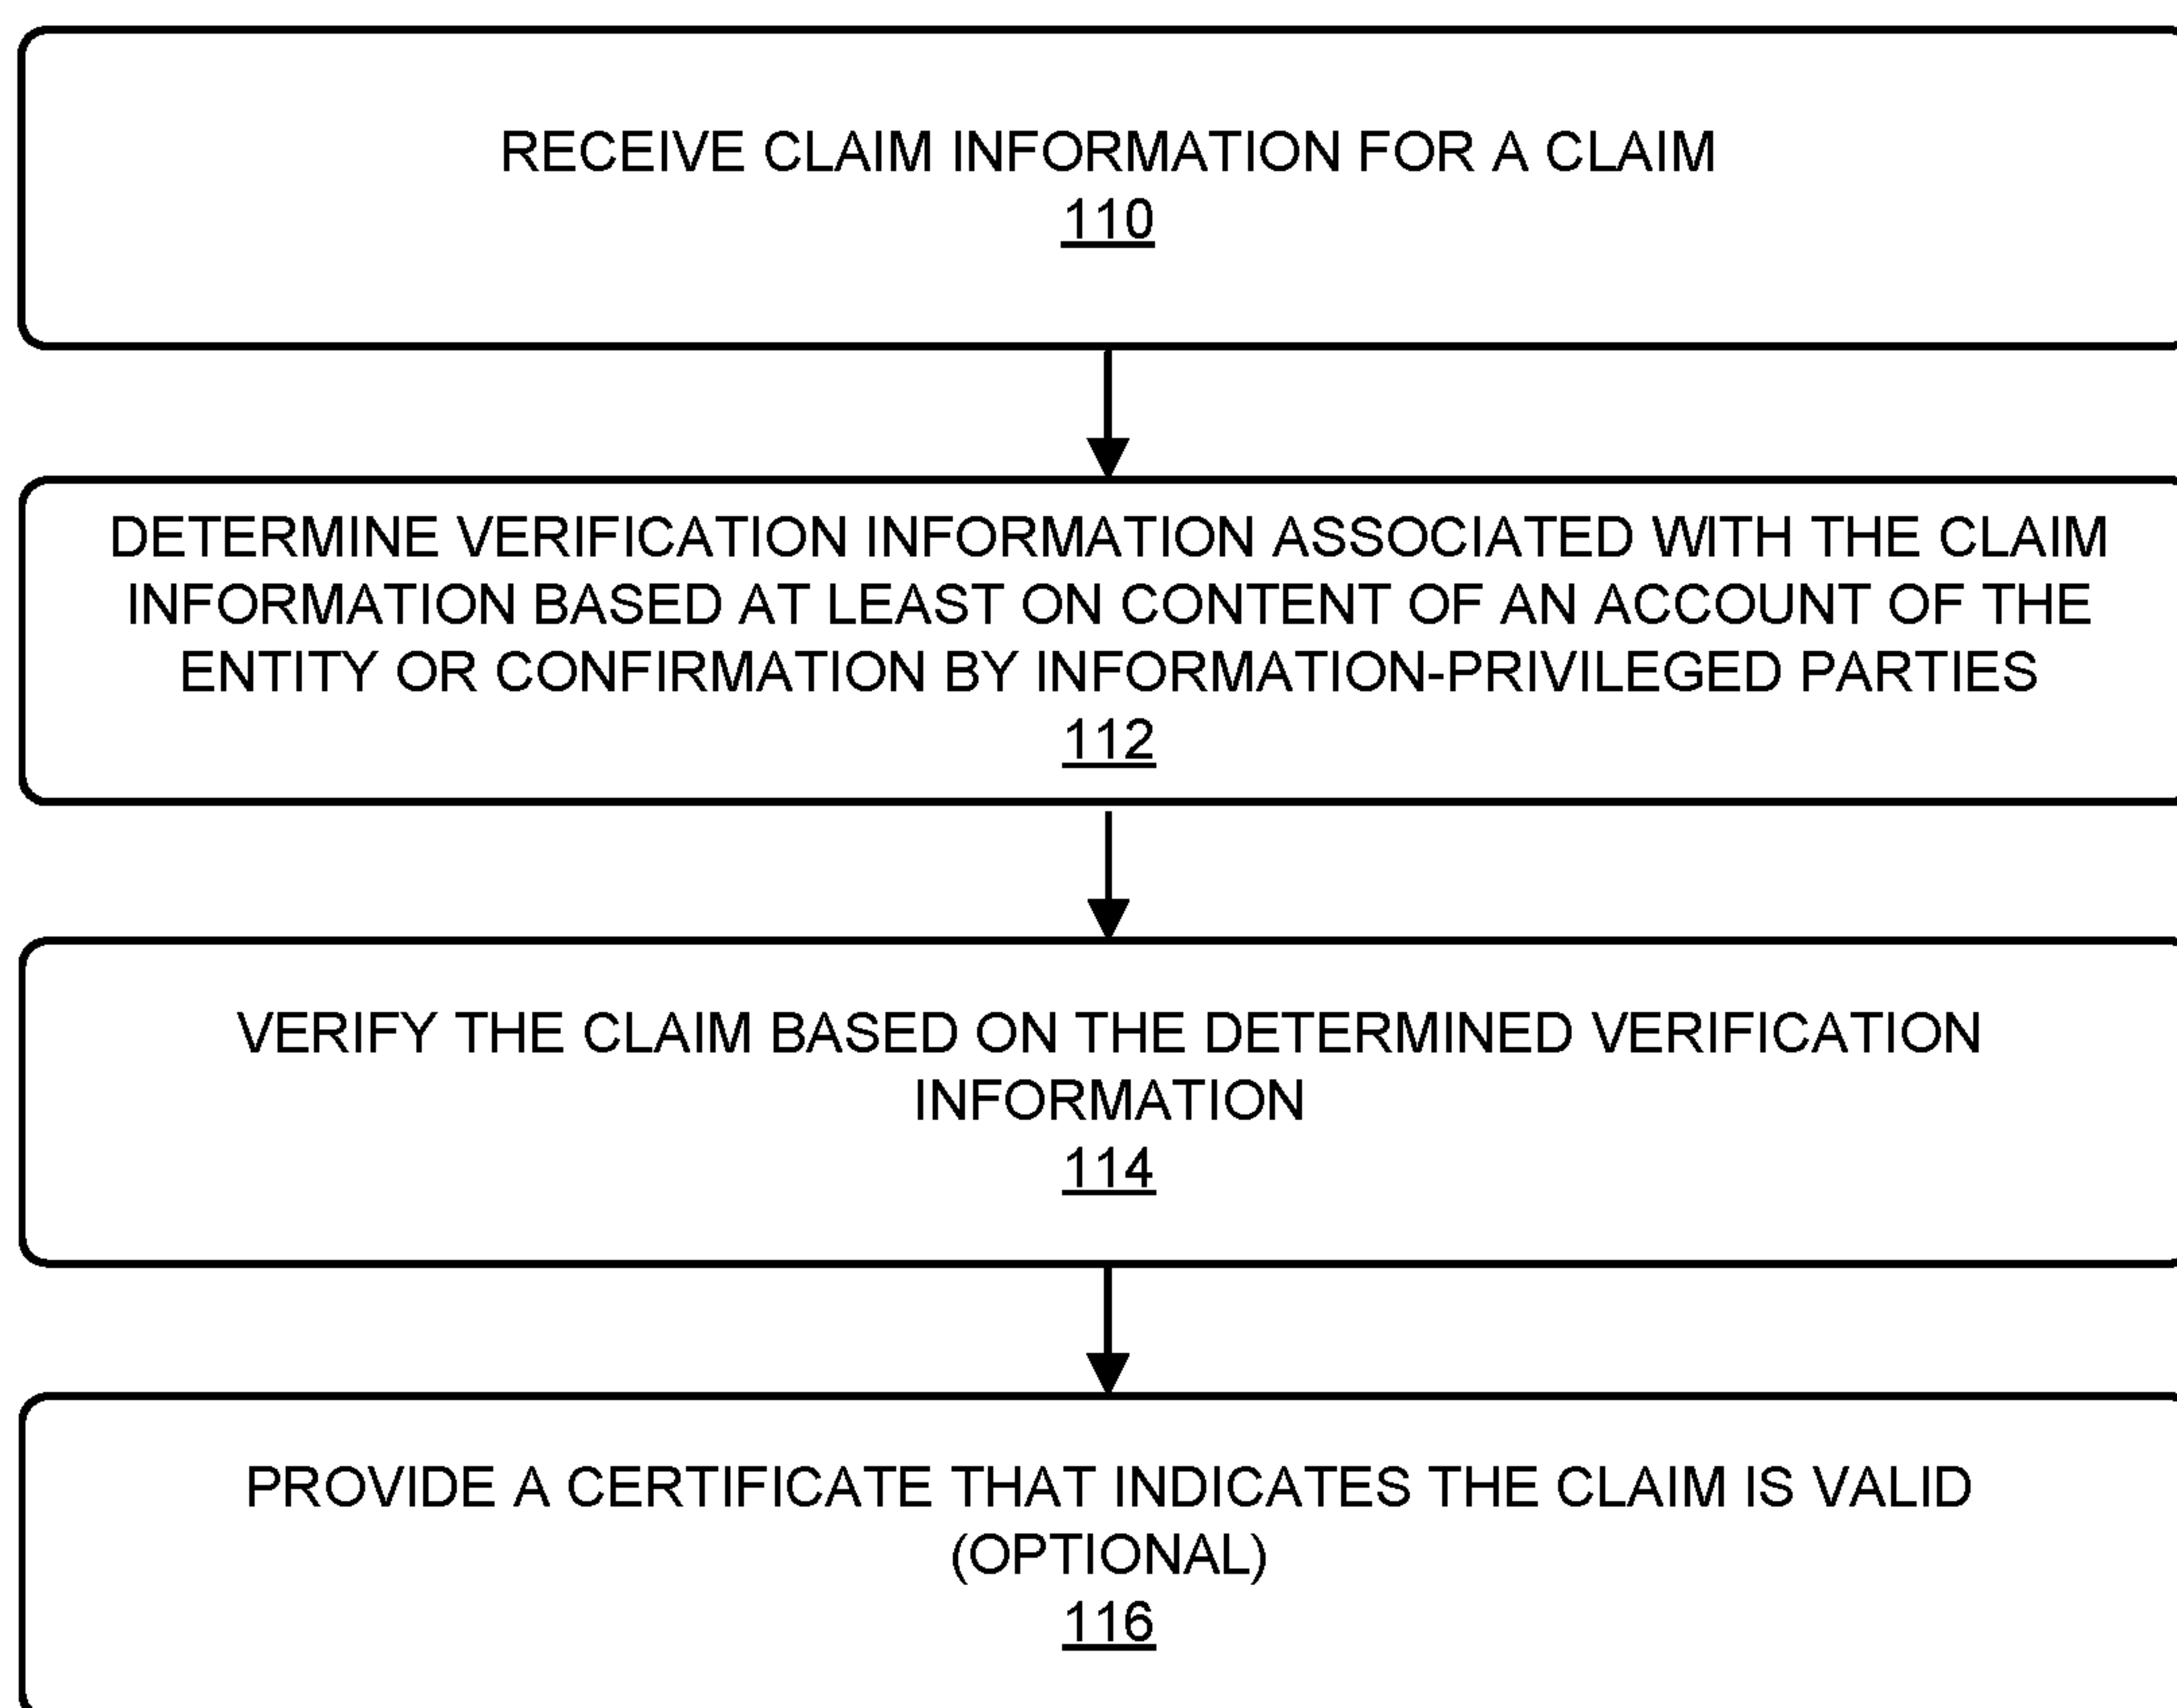 RECEIVE CLAIM INFORMATION FOR A CLAIM
110
DETERMINE VERIFICATION INFORMATION ASSOCIATED WITH THE CLAIM
INFORMATION BASED AT LEAST ON CONTENT OF AN ACCOUNT OF THE
ENTITY OR CONFIRMATION BY INFORMATION-PRIVILEGED PARTIES
112
VERIFY THE CLAIM BASED ON THE DETERMINED VERIFICATION
INFORMATION
114
PROVIDE A CERTIFICATE THAT INDICATES THE CLAIM IS VALID
(OPTIONAL)
116